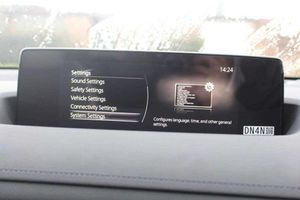 Settings
14:24
Sound Settings
Safety Settings
Vehicle Settings
Connectivity Settings
System Settings
Configures language, time, and other general
settings.
DN4N